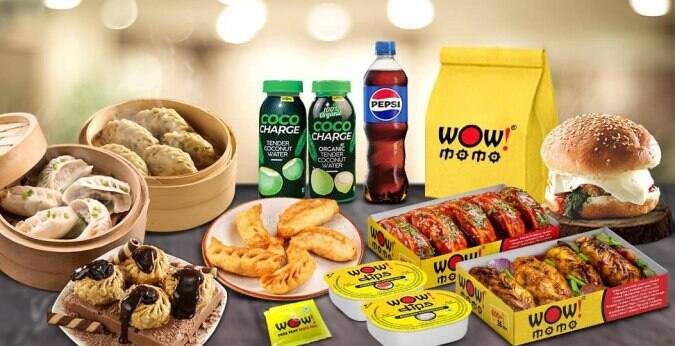 COCO
CHARGE
TENDER
COCONUT
WATER
100%
Organic
COCO
CHARGE
ORGANIC
TENDER
COCONUT
WATER
PEPSI
WOW!
MOMO
WOW!
MOMO
WOW!
dips
WOW!
dips
WOW!
WOW!
MOMO